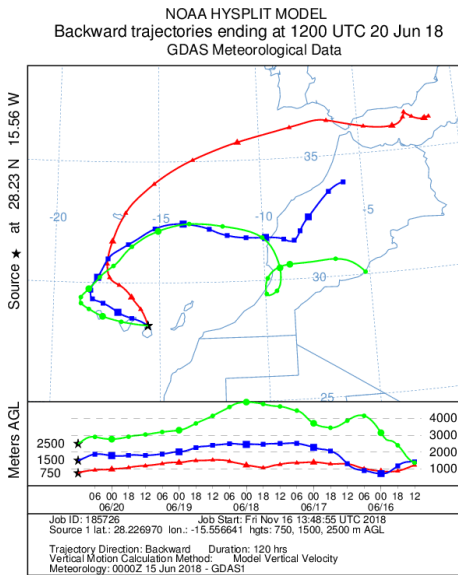 NOAA HYSPLIT MODEL
Backward trajectories ending at 1200 UTC 20 Jun 18
GDAS Meteorological Data
Source ★ at 28.23 N 15.56 W
35
-20 -15 -10 -5
30
25
Meters AGL
2500
1500
750
4000
3000
2000
1000
06 00 18 12 06 00 18 12 06 00 18 12 06 00 18 12 06 00 18 12
06/20 06/19 06/18 06/17 06/16
Job ID: 185726 Job Start: Fri Nov 16 13:48:55 UTC 2018
Source 1 lat.: 28.226970 lon.: -15.556641 hgts: 750, 1500, 2500 m AGL
Trajectory Direction: Backward Duration: 120 hrs
Vertical Motion Calculation Method: Model Vertical Velocity
Meteorology: 0000Z 15 Jun 2018 - GDAS1